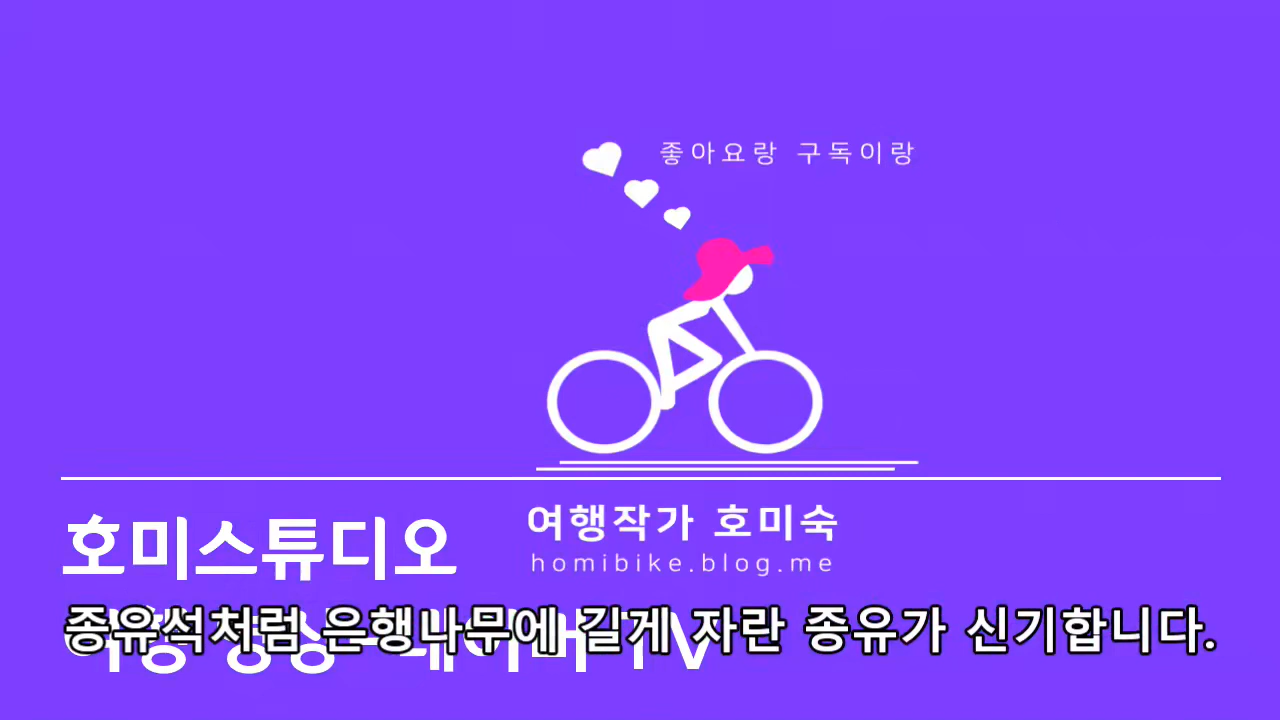 좋아요랑 구독이랑
호미스튜디오
여행작가 호미숙
homibike.blog.me
종유석처럼 은행나무에 길게 자란 종유가 신기합니다.
TV